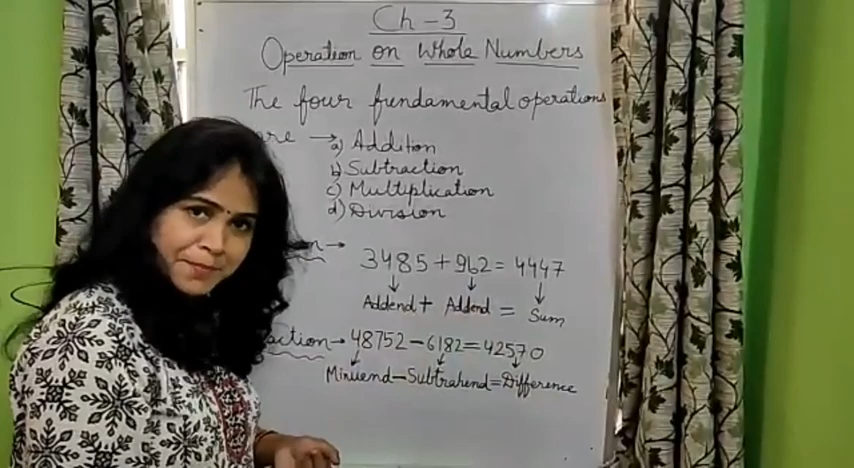 Ch-3
Operation on Whole Numbers
The four fundamental operations
are → a) Addition
b) Subtraction
c) Multiplication
d) Division
→ 3485 + 962 = 4447
Addend + Addend = Sum
→ 48752 - 6182 = 42570
Minuend - Subtrahend = Difference